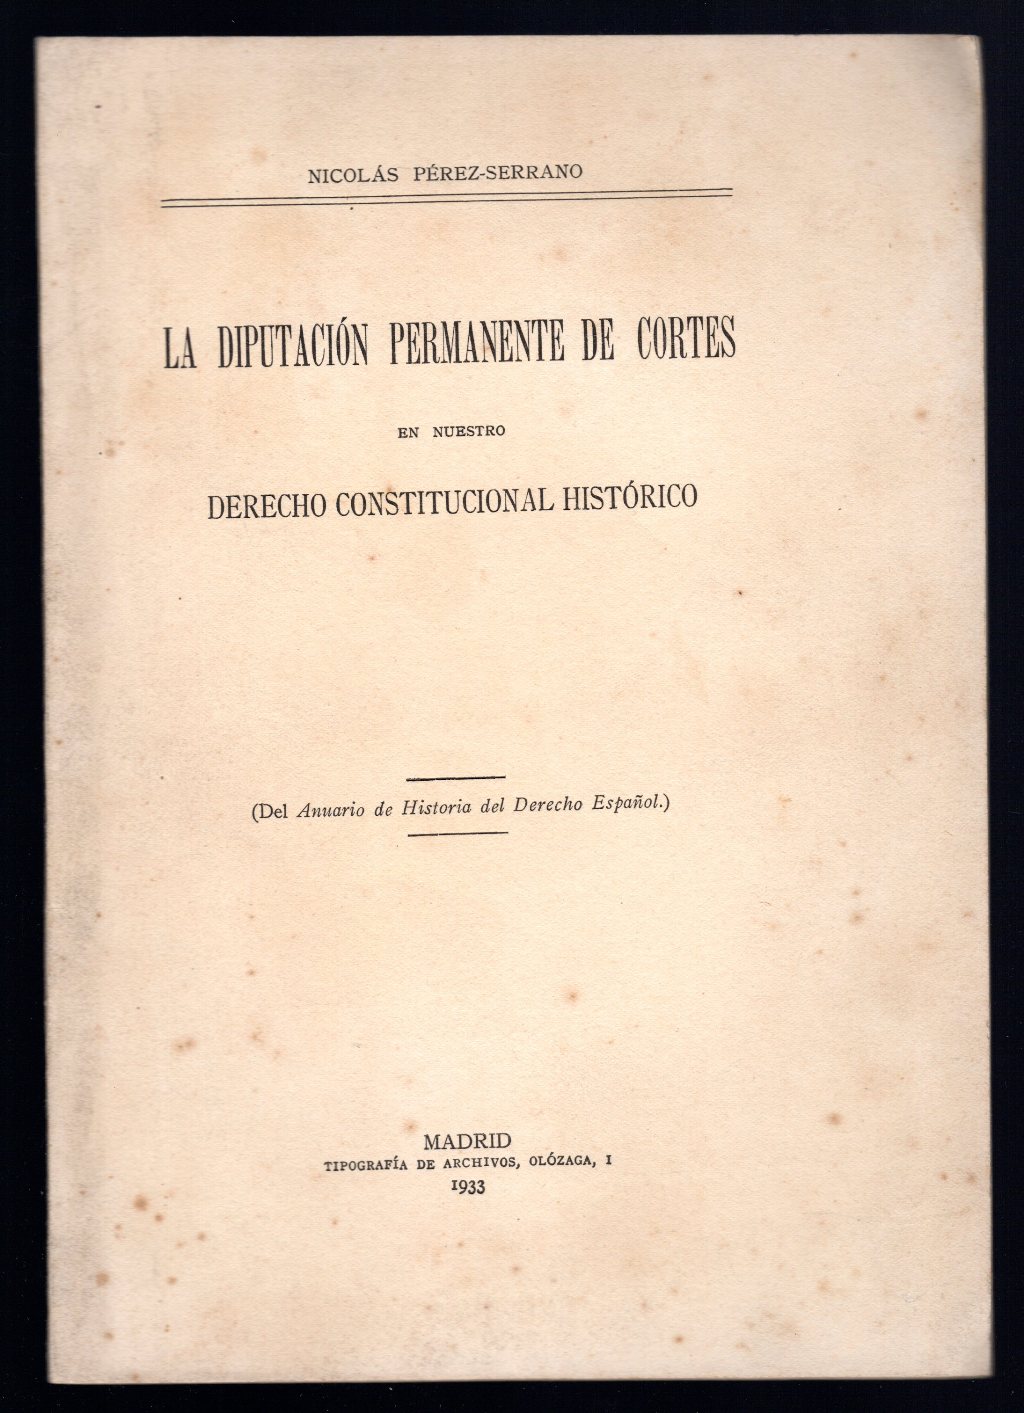 NICOLÁS PÉREZ-SERRANO
LA DIPUTACIÓN PERMANENTE DE CORTES
EN NUESTRO
DERECHO CONSTITUCIONAL HISTÓRICO
(Del Anuario de Historia del Derecho Español.)
MADRID
TIPOGRAFÍA DE ARCHIVOS, OLÓZAGA, I
1933